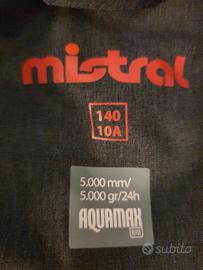 mistral
140
10A
5.000 mm/
5.000 gr/24h
AQUAMAX
subito